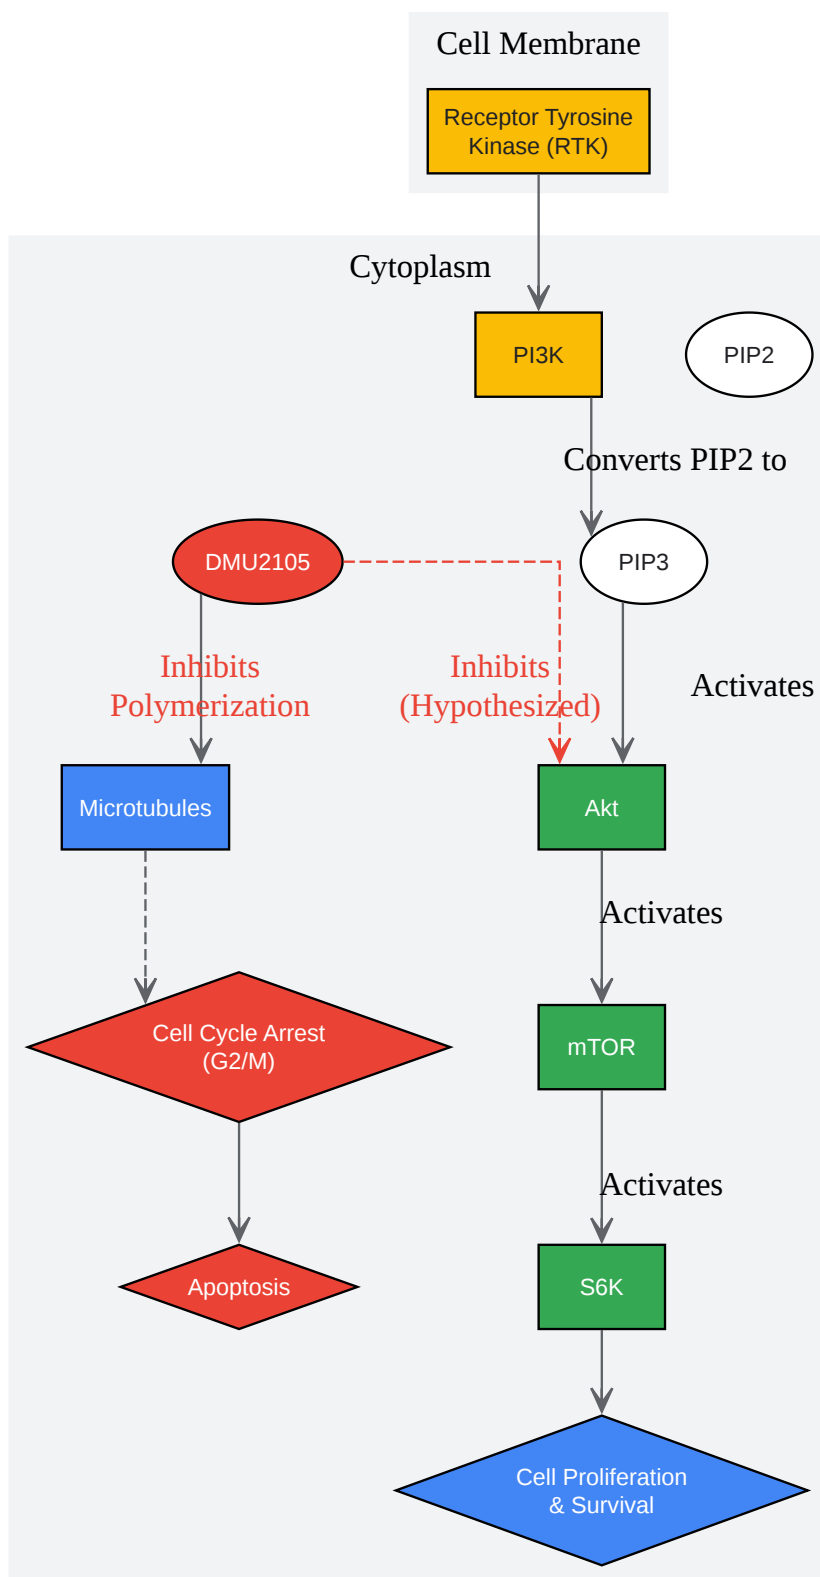 Cell Membrane
Receptor Tyrosine
Kinase (RTK)
Cytoplasm
PI3K
PIP2
Converts PIP2 to
DMU2105
PIP3
Inhibits
Polymerization
Inhibits
(Hypothesized)
Activates
Microtubules
Akt
Activates
Cell Cycle Arrest
(G2/M)
mTOR
Activates
Apoptosis
S6K
Cell Proliferation
& Survival